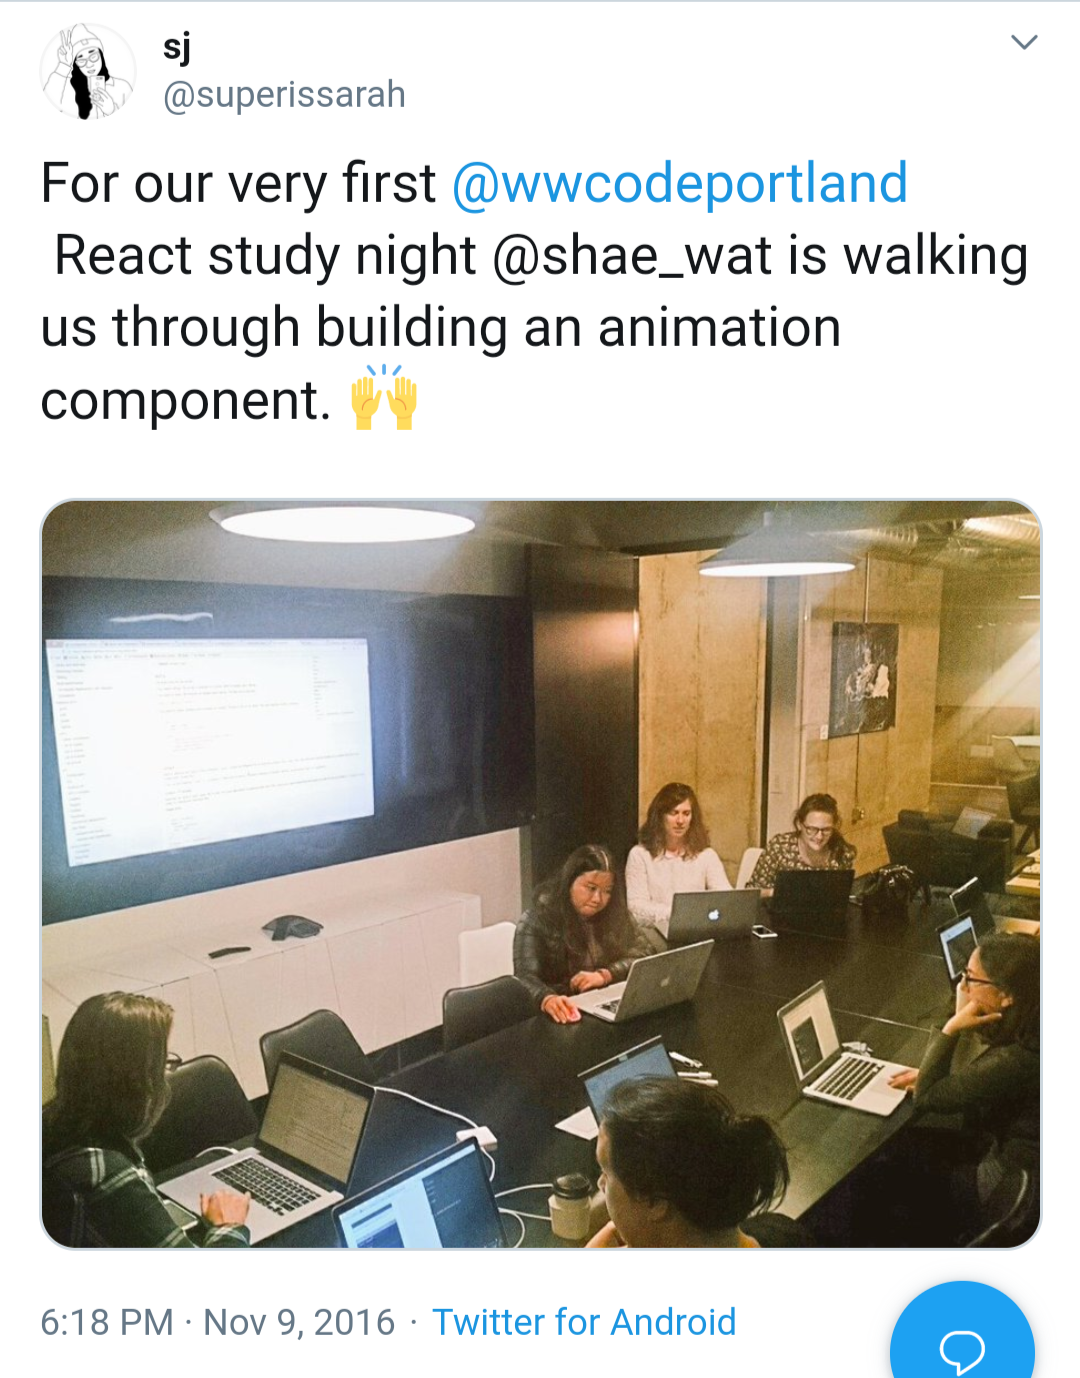 sj
@superissarah
For our very first @wwcodeportland
React study night @shae_wat is walking
us through building an animation
component. 🙌
6:18 PM · Nov 9, 2016 · Twitter for Android